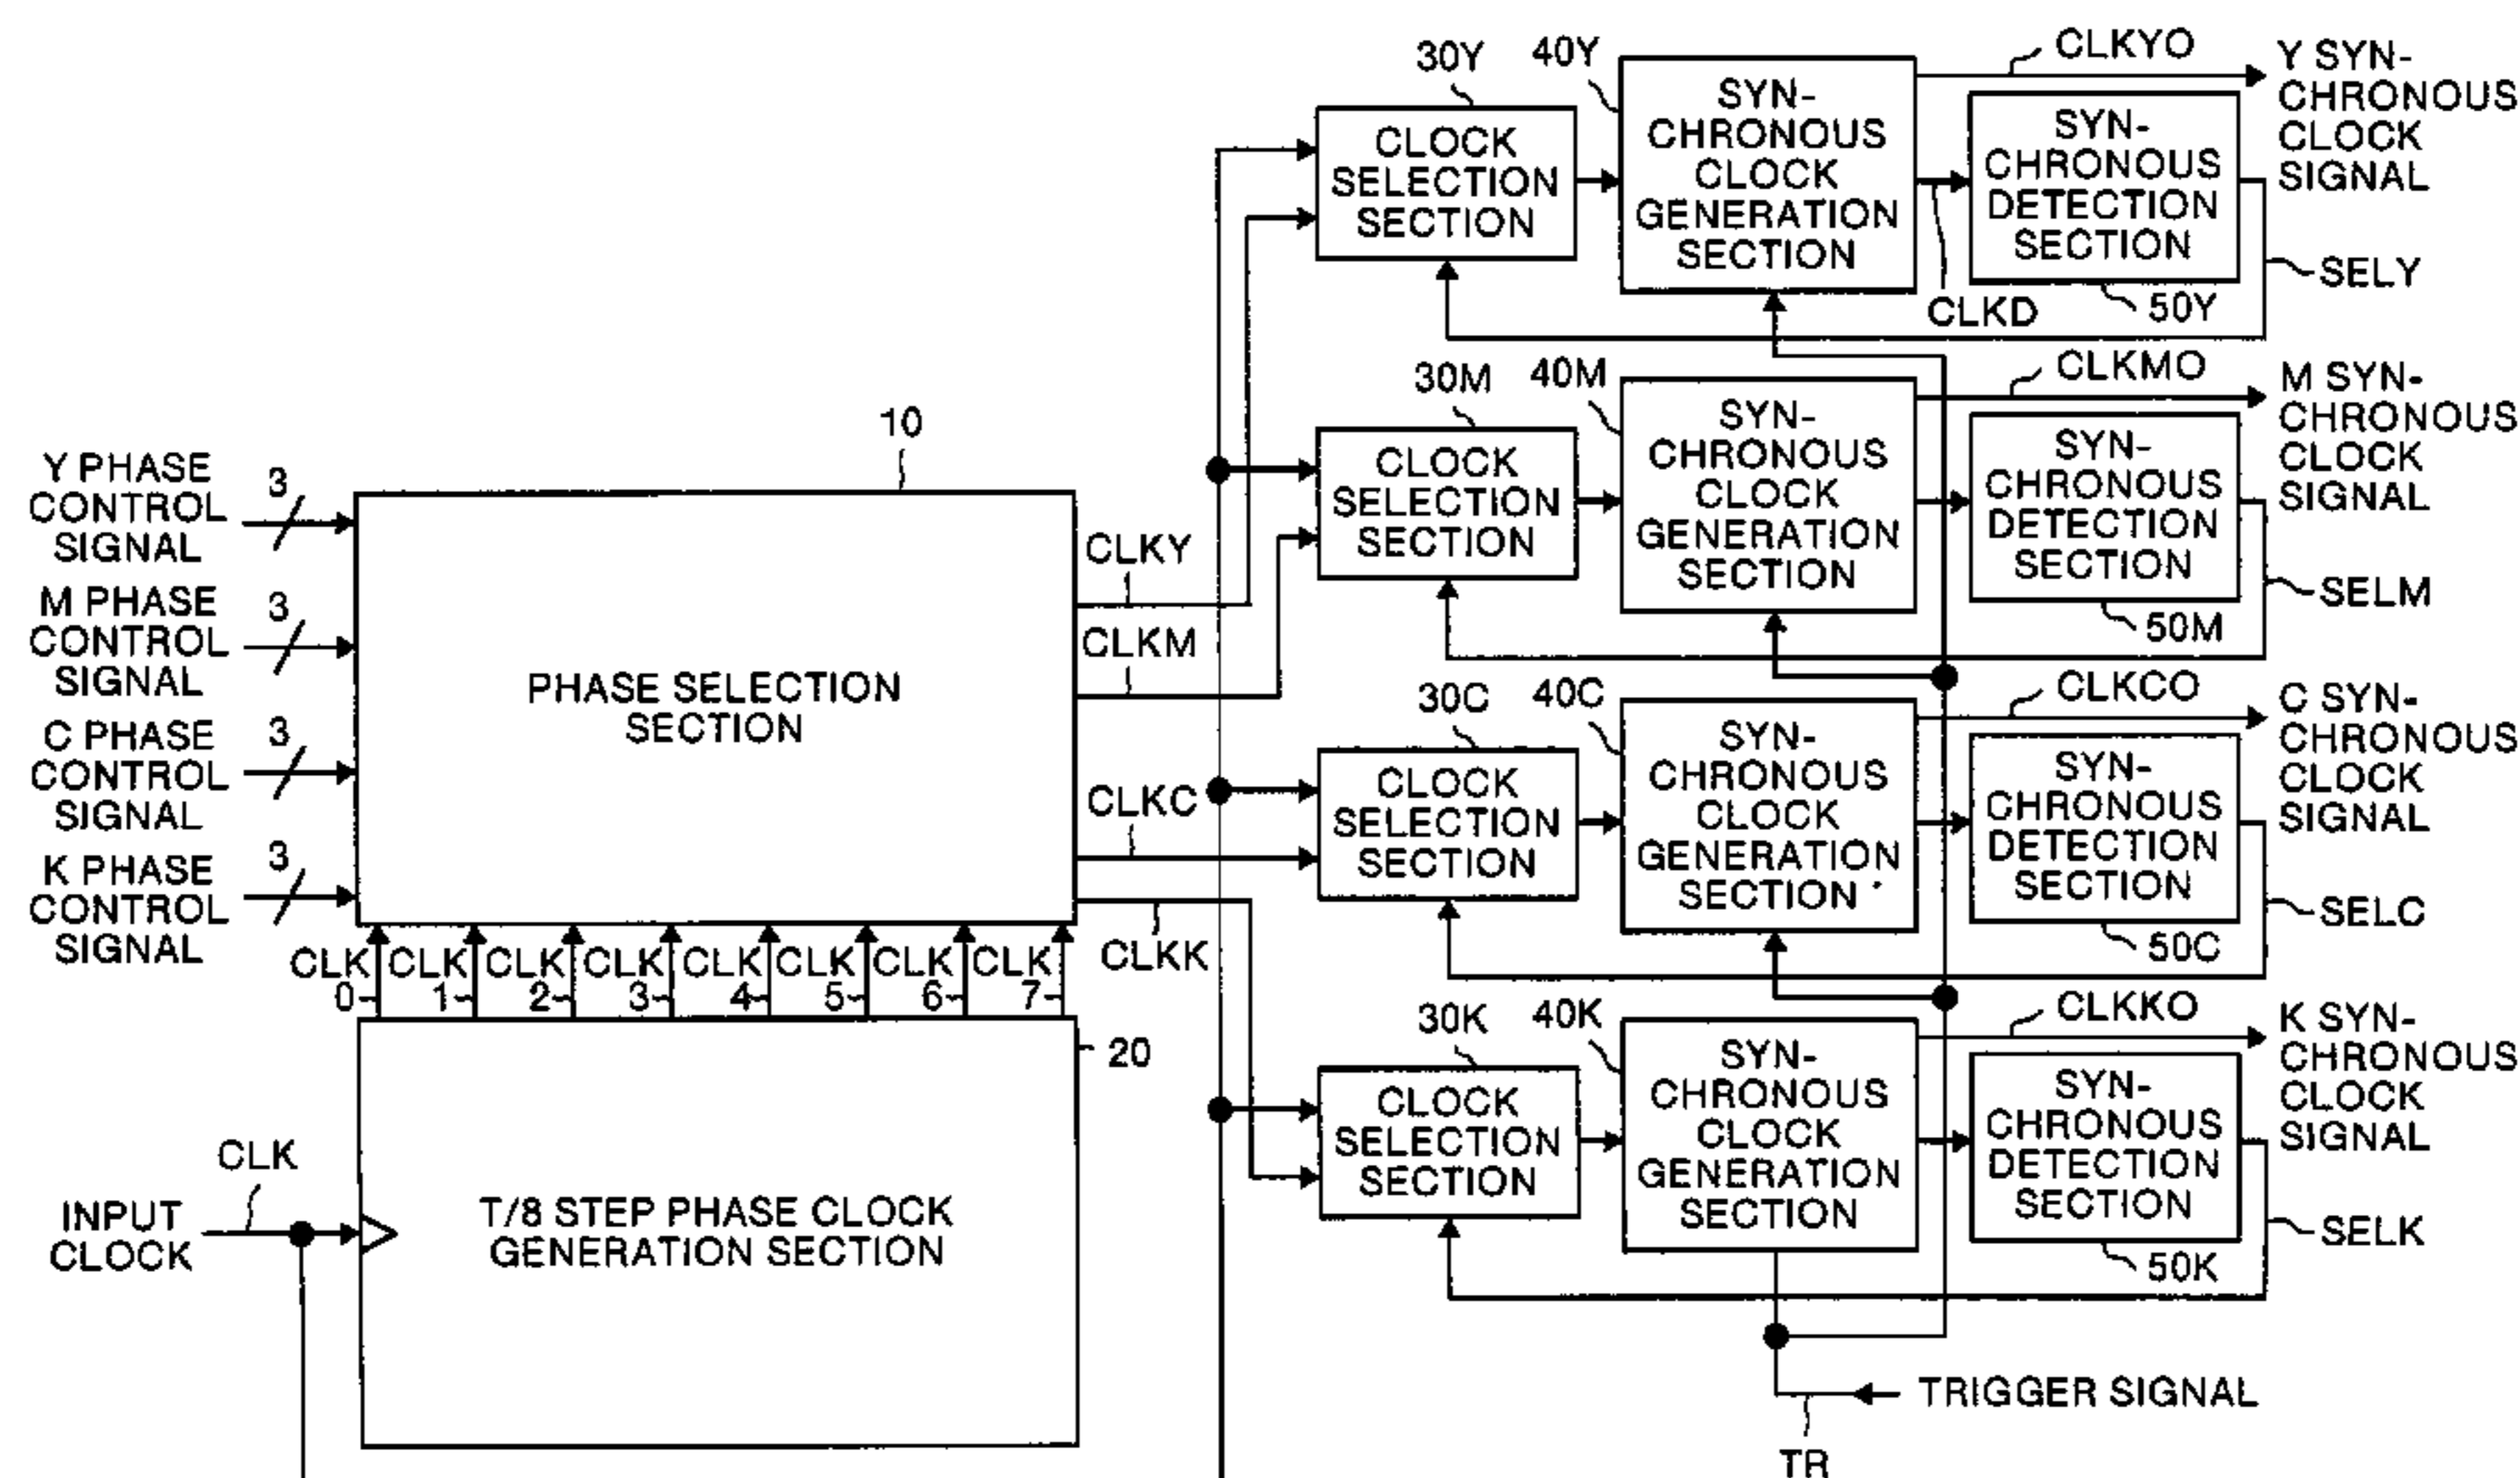 Y PHASE
CONTROL
SIGNAL
3
M PHASE
CONTROL
SIGNAL
3
C PHASE
CONTROL
SIGNAL
3
K PHASE
CONTROL
SIGNAL
3
10
PHASE SELECTION
SECTION
CLKY
CLKM
CLKC
CLKK
CLK
0
CLK
1
CLK
2
CLK
3
CLK
4
CLK
5
CLK
6
CLK
7
20
INPUT
CLOCK
CLK
T/8 STEP PHASE CLOCK
GENERATION SECTION
30Y
CLOCK
SELECTION
SECTION
40Y
SYN-
CHRONOUS
CLOCK
GENERATION
SECTION
CLKYO
Y SYN-
CHRONOUS
CLOCK
SIGNAL
SYN-
CHRONOUS
DETECTION
SECTION
50Y
CLKD
SELY
30M
CLOCK
SELECTION
SECTION
40M
SYN-
CHRONOUS
CLOCK
GENERATION
SECTION
CLKMO
M SYN-
CHRONOUS
CLOCK
SIGNAL
SYN-
CHRONOUS
DETECTION
SECTION
50M
SELM
30C
CLOCK
SELECTION
SECTION
40C
SYN-
CHRONOUS
CLOCK
GENERATION
SECTION
CLKCO
C SYN-
CHRONOUS
CLOCK
SIGNAL
SYN-
CHRONOUS
DETECTION
SECTION
50C
SELC
30K
CLOCK
SELECTION
SECTION
40K
SYN-
CHRONOUS
CLOCK
GENERATION
SECTION
CLKKO
K SYN-
CHRONOUS
CLOCK
SIGNAL
SYN-
CHRONOUS
DETECTION
SECTION
50K
SELK
TRIGGER SIGNAL
TR